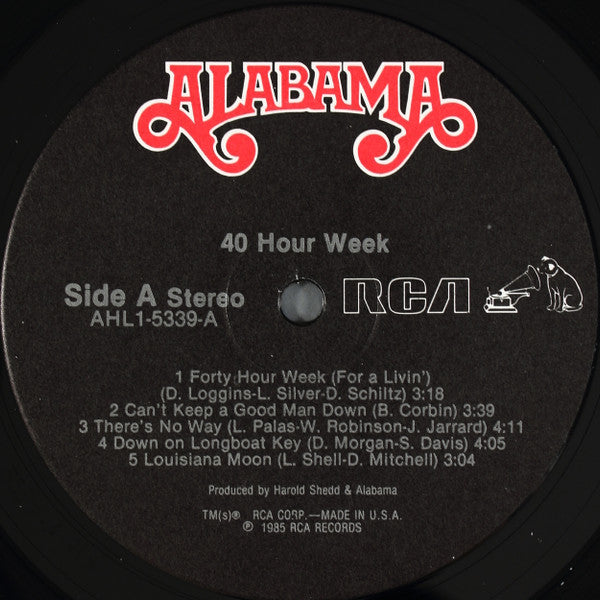 ALABAMA
40 Hour Week
Side A Stereo
AHL1-5339-A
RCA
1 Forty Hour Week (For a Livin')
(D. Loggins-L. Silver-D. Schiltz) 3:18
2 Can't Keep a Good Man Down (B. Corbin) 3:39
3 There's No Way (L. Palas-W. Robinson-J. Jarrard) 4:11
4 Down on Longboat Key (D. Morgan-S. Davis) 4:05
5 Louisiana Moon (L. Shell-D. Mitchell) 3:04
Produced by Harold Shedd & Alabama
TM(s)® RCA CORP.—MADE IN U.S.A.
℗ 1985 RCA RECORDS